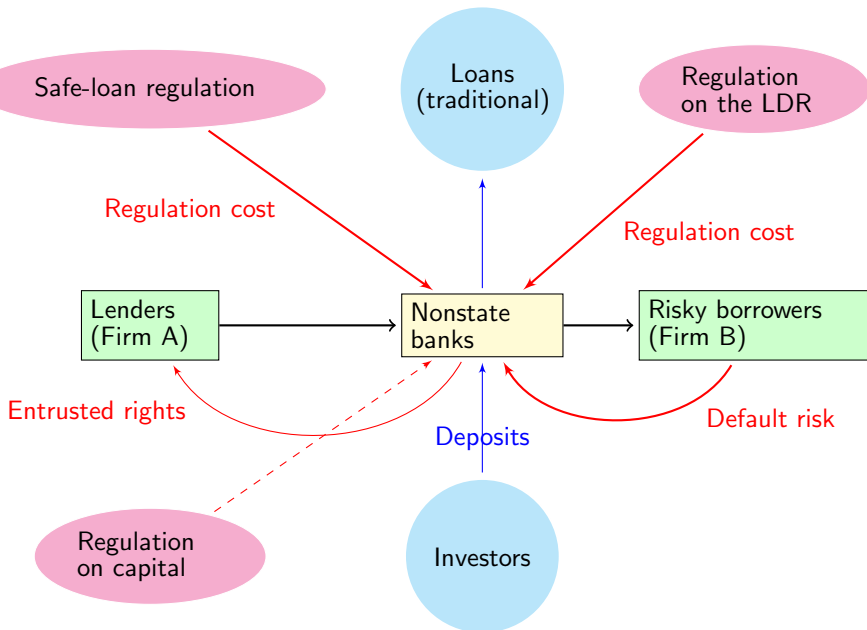 Safe-loan regulation
Loans
(traditional)
Regulation
on the LDR
Regulation cost
Regulation cost
Lenders
(Firm A)
Nonstate
banks
Risky borrowers
(Firm B)
Entrusted rights
Deposits
Default risk
Regulation
on capital
Investors